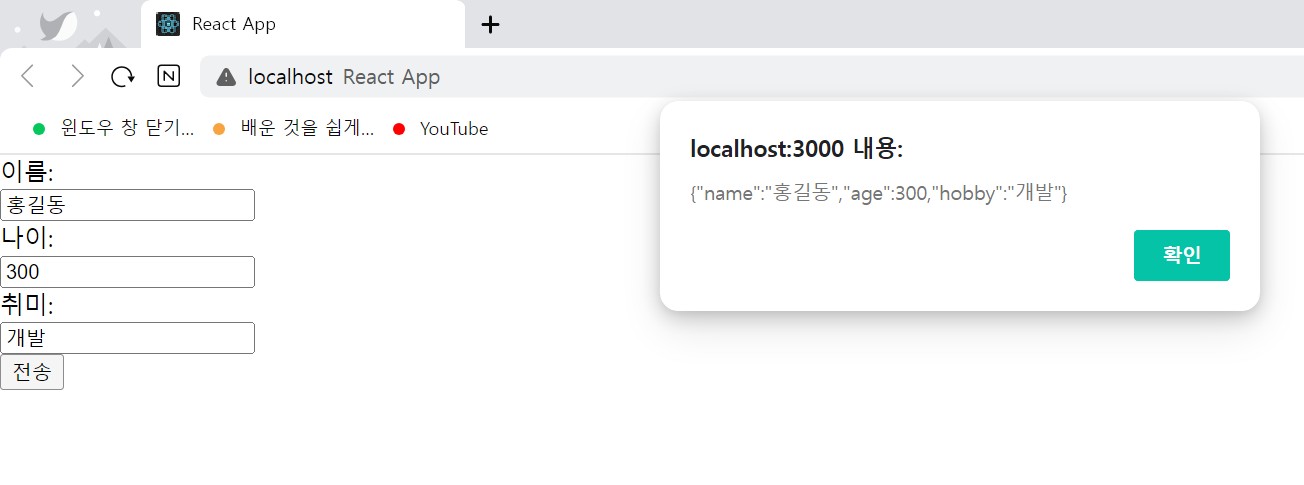 React App
localhost React App
윈도우 창 닫기... 배운 것을 쉽게... YouTube
localhost:3000 내용:
{"name":"홍길동","age":300,"hobby":"개발"}
확인
이름:
홍길동
나이:
300
취미:
개발
전송